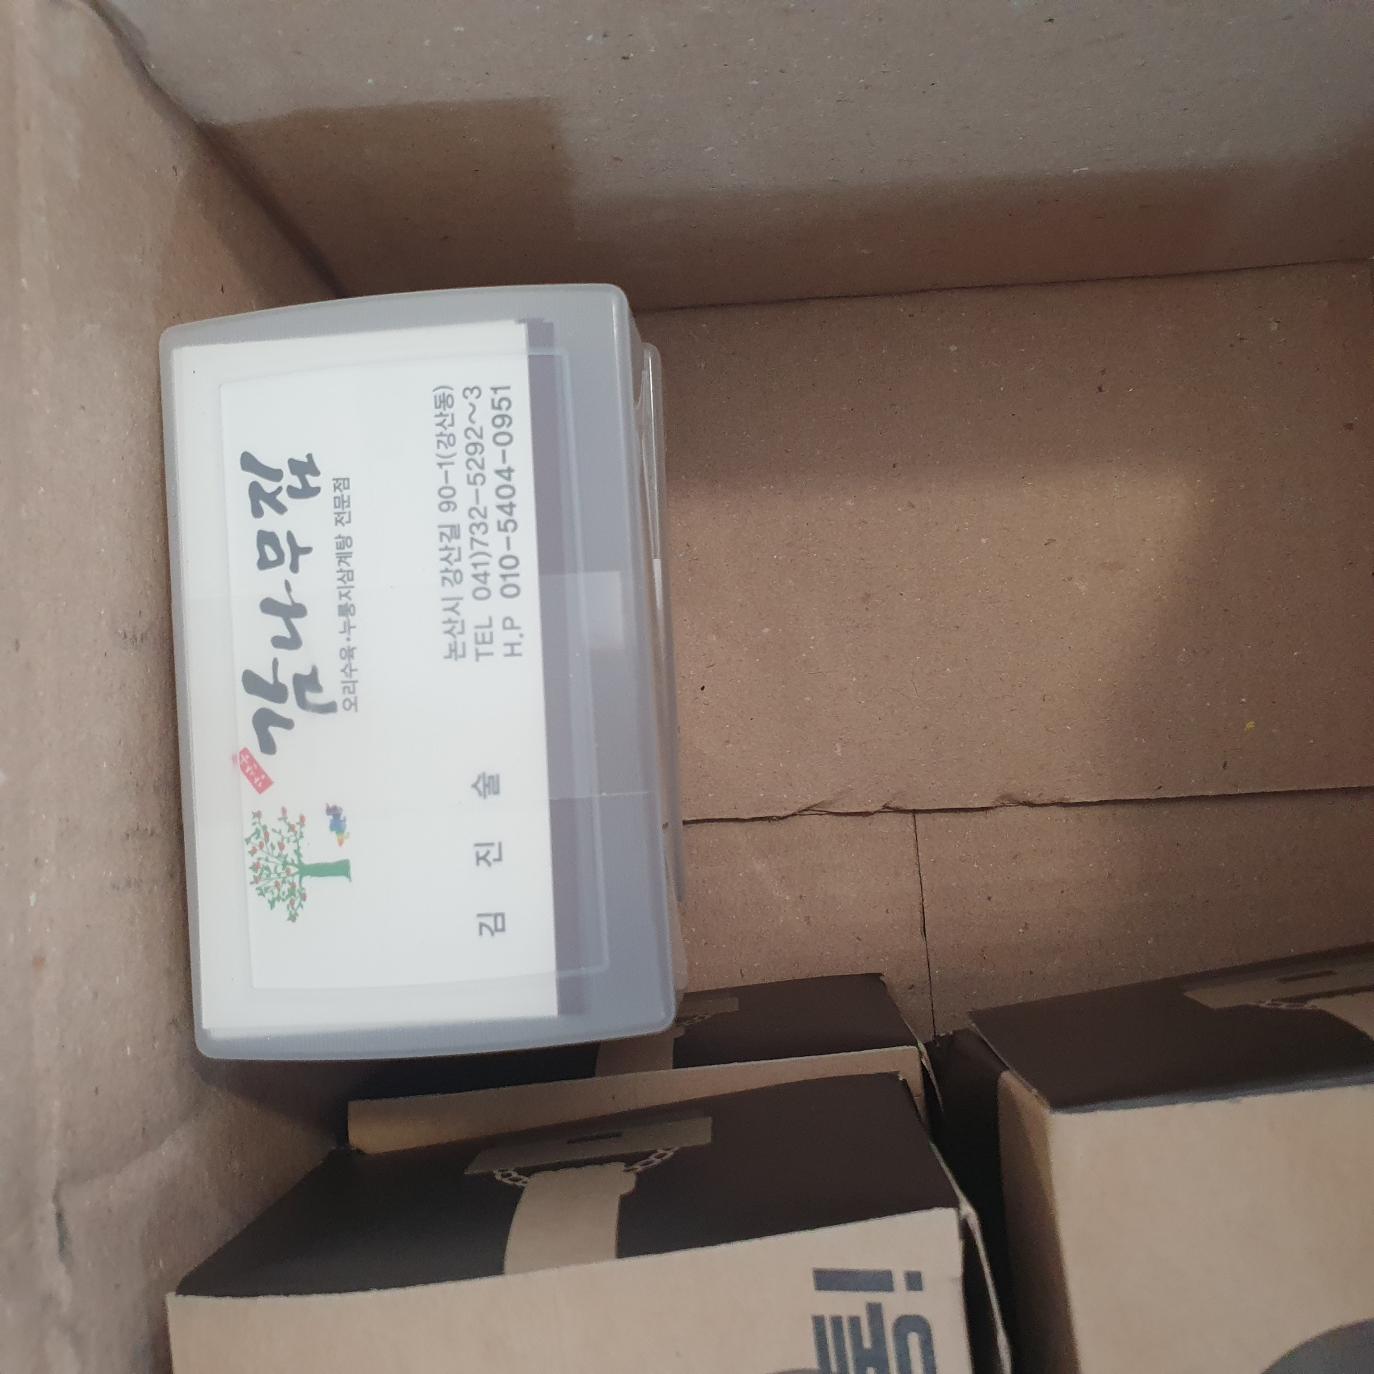 감나무집
오리수육·누룽지삼계탕 전문점
논산시 강산길 90-1(강산동)
TEL 041)732-5292~3
H.P 010-5404-0951
김 진 술